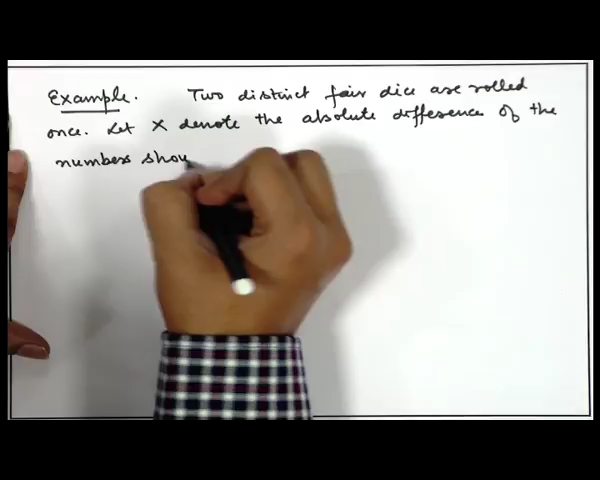 Example. Two distinct fair dice are rolled
once. Let X denote the absolute difference of the
numbers show